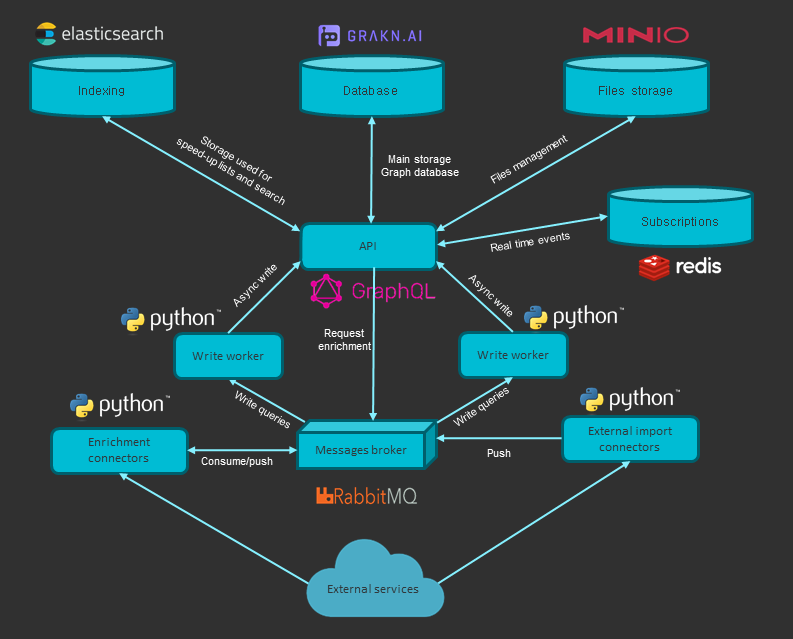 elasticsearch
GRAKN.AI
MINIO
Indexing
Database
Files storage
Storage used for
speed-up lists and search
Main storage
Graph database
Files management
Subscriptions
API
Real time events
redis
GraphQL
Async write
Async write
python™
python™
Request
enrichment
Write worker
Write worker
python™
python™
Write queries
Write queries
Enrichment
connectors
Messages broker
External import
connectors
Consume/push
Push
RabbitMQ
External services